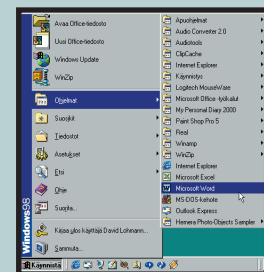 Avaa Office-tiedosto
Uusi Office-tiedosto
Windows Update
WinZip
Ohjelmat
Suosikit
Tiedostot
Asetukset
Etsi
Ohje
Suorita...
Kirjaa ulos käyttäjä David Lohmann...
Sammuta...
Windows98
Käynnistä
Apuohjelmat
Audio Converter 2.0
Audiotools
ClipCache
Internet Explorer
Käynnistys
Logitech MouseWare
Microsoft Office -työkalut
My Personal Diary 2000
Paint Shop Pro 5
Real
Winamp
WinZip
Internet Explorer
Microsoft Excel
Microsoft Word
MS-DOS-kehote
Outlook Express
Hemera Photo-Objects Sampler